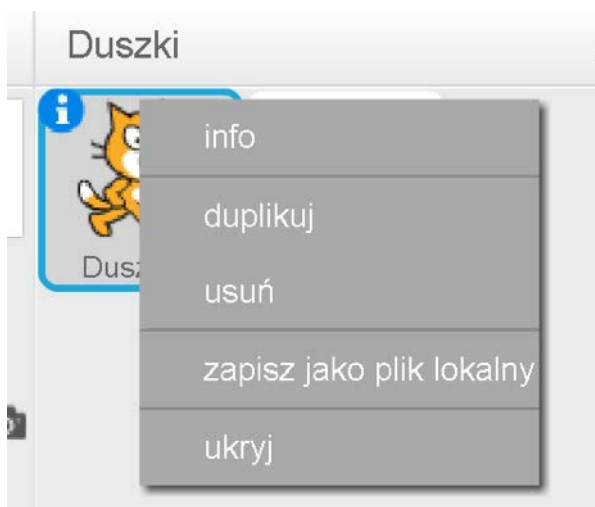 Duszki
info
duplikuj
usuń
zapisz jako plik lokalny
ukryj